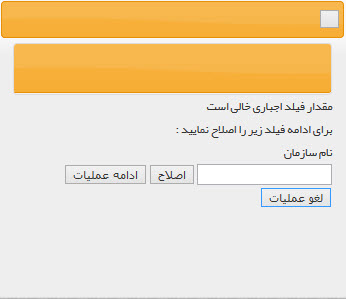 مقدار فیلد اجباری خالی است
برای ادامه فیلد زیر را اصلاح نمایید :
نام سازمان
اصلاح ادامه عملیات
لغو عملیات